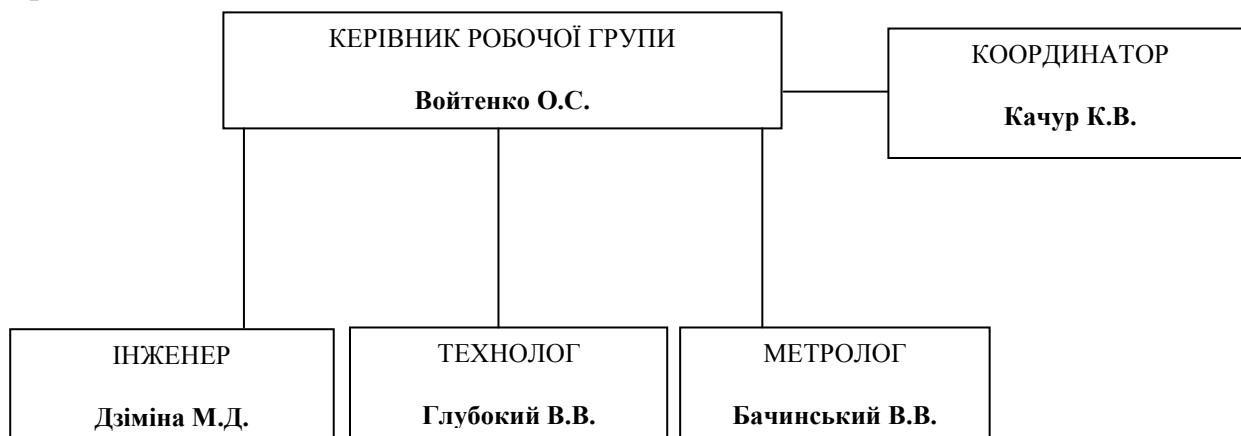 КЕРІВНИК РОБОЧОЇ ГРУПИ
Войтенко О.С.
КООРДИНАТОР
Качур К.В.
ІНЖЕНЕР
Дзіміна М.Д.
ТЕХНОЛОГ
Глубокий В.В.
МЕТРОЛОГ
Бачинський В.В.